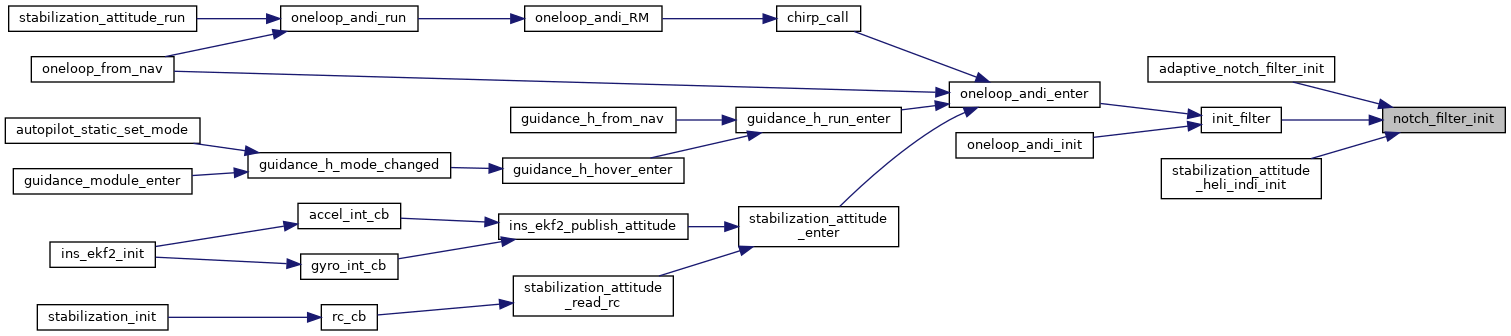 stabilization_attitude_run
oneloop_andi_run
oneloop_andi_RM
chirp_call
oneloop_from_nav
adaptive_notch_filter_init
oneloop_andi_enter
guidance_h_from_nav
guidance_h_run_enter
init_filter
notch_filter_init
autopilot_static_set_mode
oneloop_andi_init
guidance_h_mode_changed
guidance_h_hover_enter
guidance_module_enter
stabilization_attitude
_heli_indi_init
accel_int_cb
ins_ekf2_publish_attitude
stabilization_attitude
_enter
ins_ekf2_init
gyro_int_cb
stabilization_attitude
_read_rc
stabilization_init
rc_cb